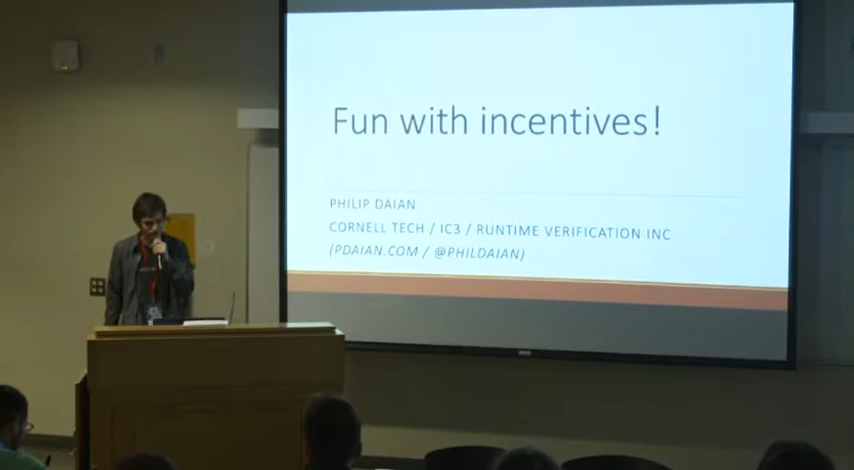 Fun with incentives!
PHILIP DAIAN
CORNELL TECH / IC3 / RUNTIME VERIFICATION INC
(PDAIAN.COM / @PHILDAIAN)